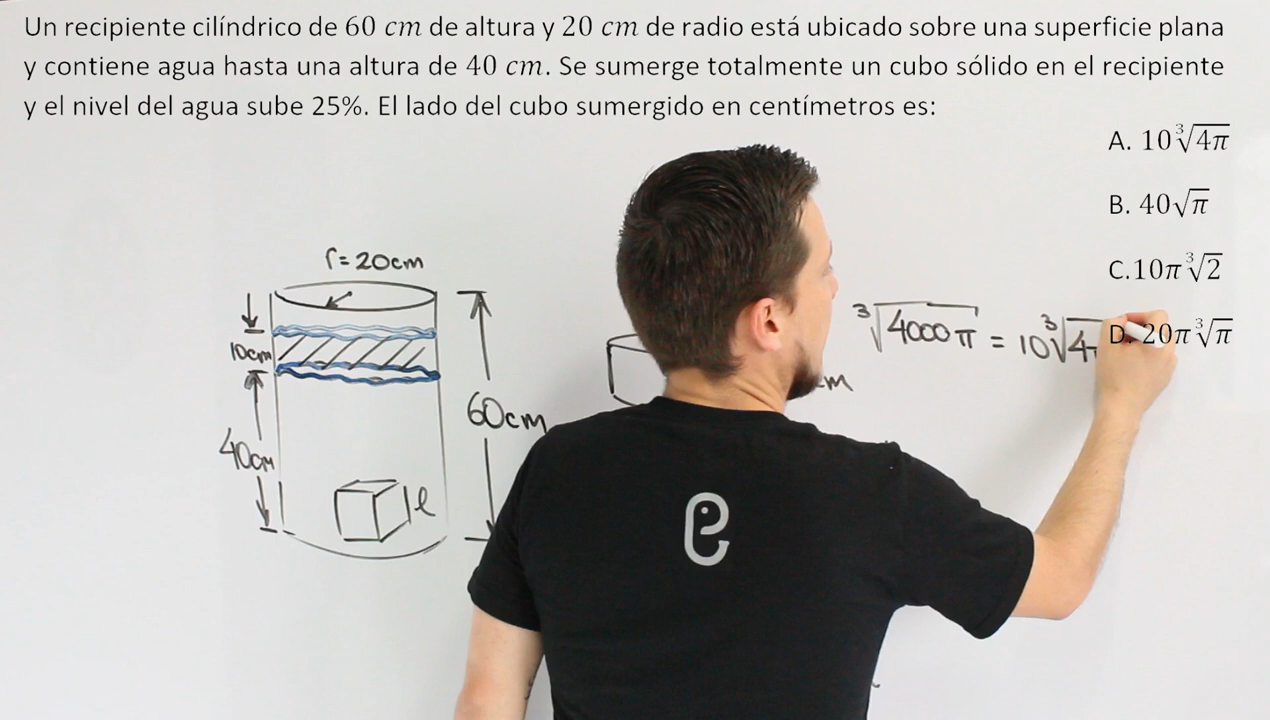 Un recipiente cilíndrico de 60 cm de altura y 20 cm de radio está ubicado sobre una superficie plana
y contiene agua hasta una altura de 40 cm. Se sumerge totalmente un cubo sólido en el recipiente
y el nivel del agua sube 25%. El lado del cubo sumergido en centímetros es:
A. 10∛4π
B. 40√π
C.10π∛2
D. 20π∛π
r=20cm
10cm
40cm
60cm
l
∛4000π = 10∛4